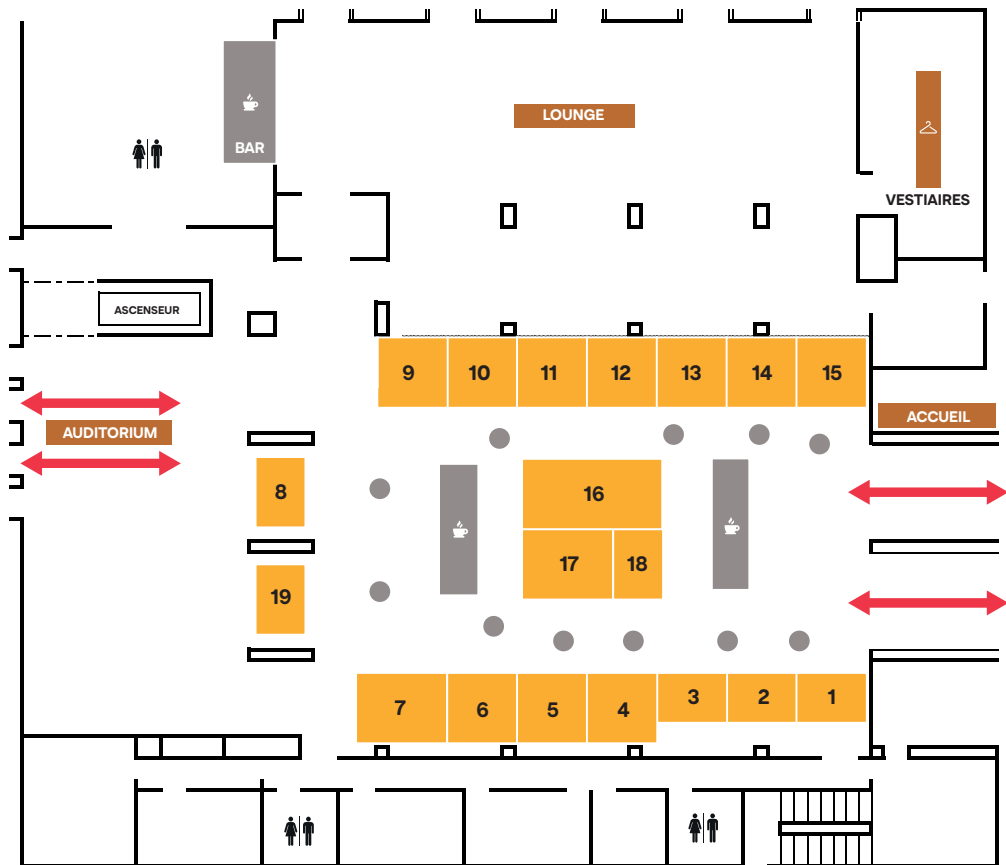 LOUNGE
BAR
VESTIAIRES
ASCENSEUR
9 10 11 12 13 14 15
ACCUEIL
AUDITORIUM
8
16
17 18
19
7 6 5 4 3 2 1